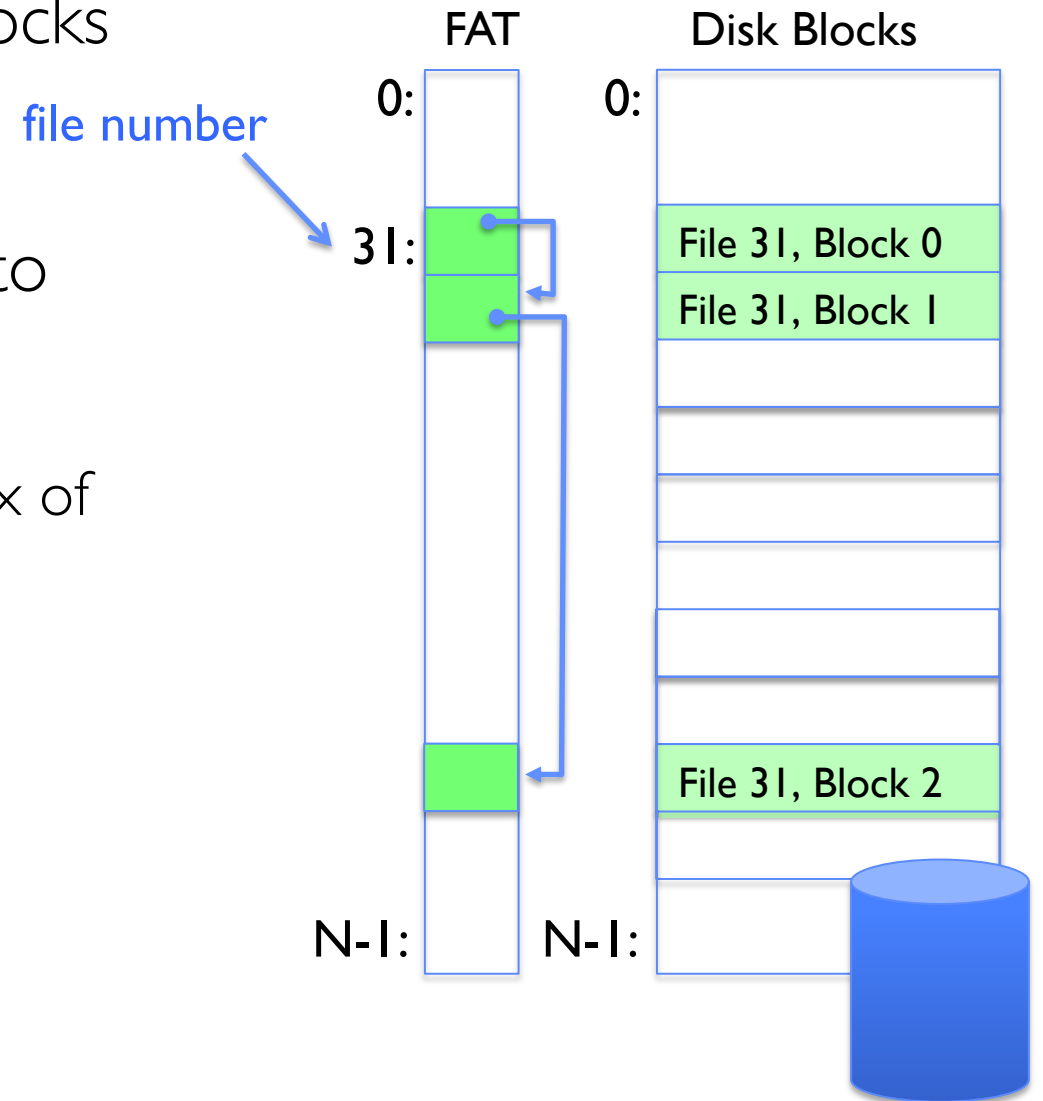 FAT Disk Blocks
0: 0:
file number
31: File 31, Block 0
to
File 31, Block 1
x of
File 31, Block 2
N-1: N-1: